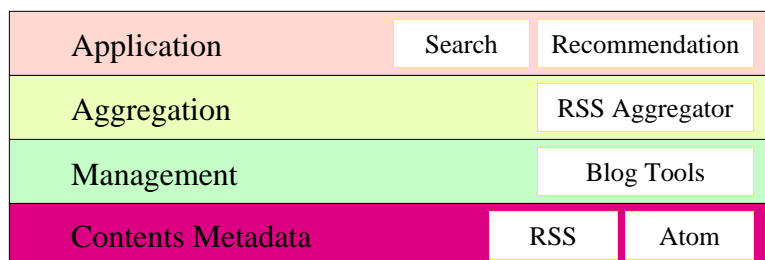 Application Search Recommendation
Aggregation RSS Aggregator
Management Blog Tools
Contents Metadata RSS Atom